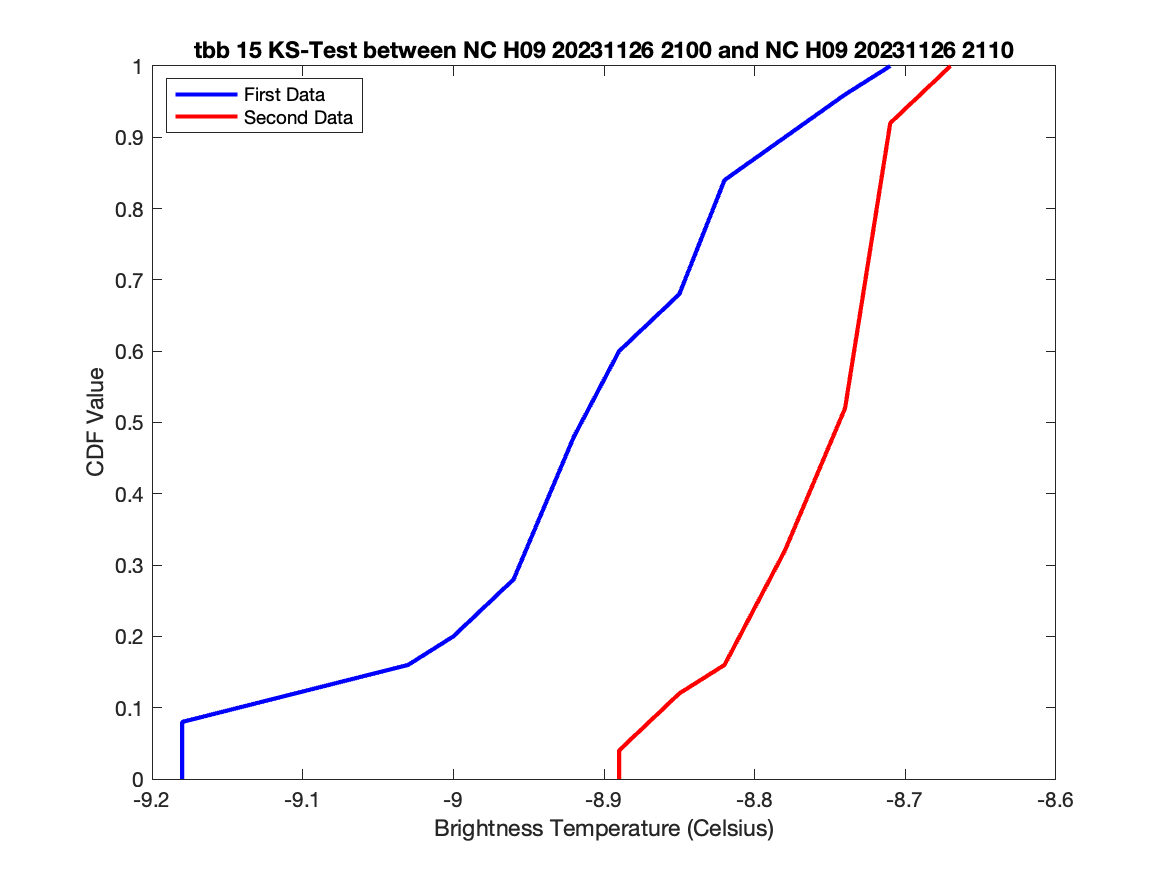 tbb 15 KS-Test between NC H09 20231126 2100 and NC H09 20231126 2110
First Data
Second Data
1
0.9
0.8
0.7
0.6
0.5
0.4
0.3
0.2
0.1
0
CDF Value
-9.2 -9.1 -9 -8.9 -8.8 -8.7 -8.6
Brightness Temperature (Celsius)